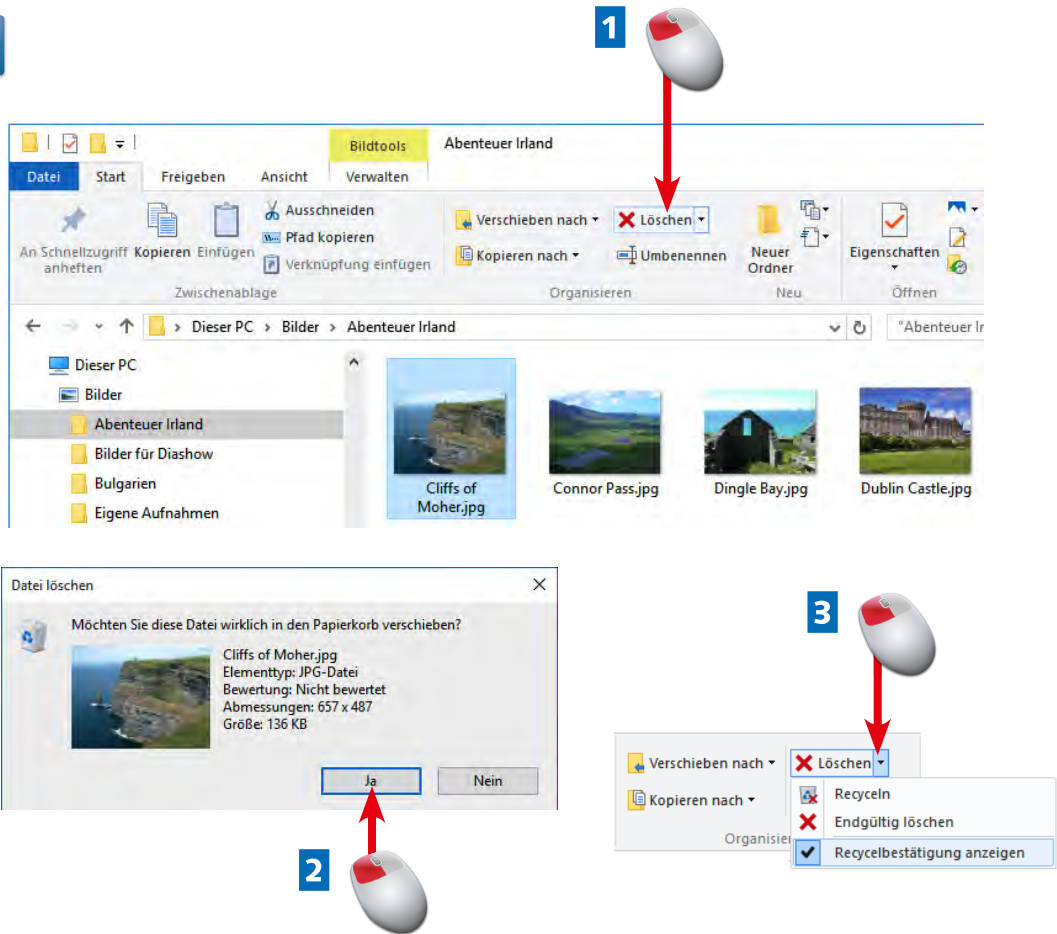 1
Bildtools
Abenteuer Irland
Datei
Start
Freigeben
Ansicht
Verwalten
An Schnellzugriff
anheften
Kopieren
Einfügen
Ausschneiden
Pfad kopieren
Verknüpfung einfügen
Zwischenablage
Verschieben nach
Kopieren nach
Löschen
Umbenennen
Organisieren
Neuer
Ordner
Neu
Eigenschaften
Öffnen
Dieser PC > Bilder > Abenteuer Irland
"Abenteuer Ir
Dieser PC
Bilder
Abenteuer Irland
Bilder für Diashow
Bulgarien
Eigene Aufnahmen
Cliffs of
Moher.jpg
Connor Pass.jpg
Dingle Bay.jpg
Dublin Castle.jpg
Datei löschen
Möchten Sie diese Datei wirklich in den Papierkorb verschieben?
Cliffs of Moher.jpg
Elementtyp: JPG-Datei
Bewertung: Nicht bewertet
Abmessungen: 657 x 487
Größe: 136 KB
Ja
Nein
2
3
Verschieben nach
Löschen
Kopieren nach
Organisie
Recyceln
Endgültig löschen
Recycelbestätigung anzeigen